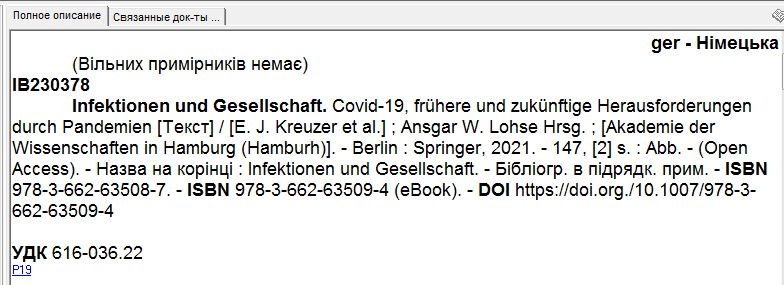 Полное описание
Связанные док-ты ...
ger - Німецька
(Вільних примірників немає)
ІВ230378
Infektionen und Gesellschaft. Covid-19, frühere und zukünftige Herausforderungen
durch Pandemien [Текст] / [E. J. Kreuzer et al.] ; Ansgar W. Lohse Hrsg. ; [Akademie der
Wissenschaften in Hamburg (Hamburh)]. - Berlin : Springer, 2021. - 147, [2] s. : Abb. - (Open
Access). - Назва на корінці : Infektionen und Gesellschaft. - Бібліогр. в підрядк. прим. - ISBN
978-3-662-63508-7. - ISBN 978-3-662-63509-4 (eBook). - DOI https://doi.org./10.1007/978-3-
662-63509-4
УДК 616-036.22
P19